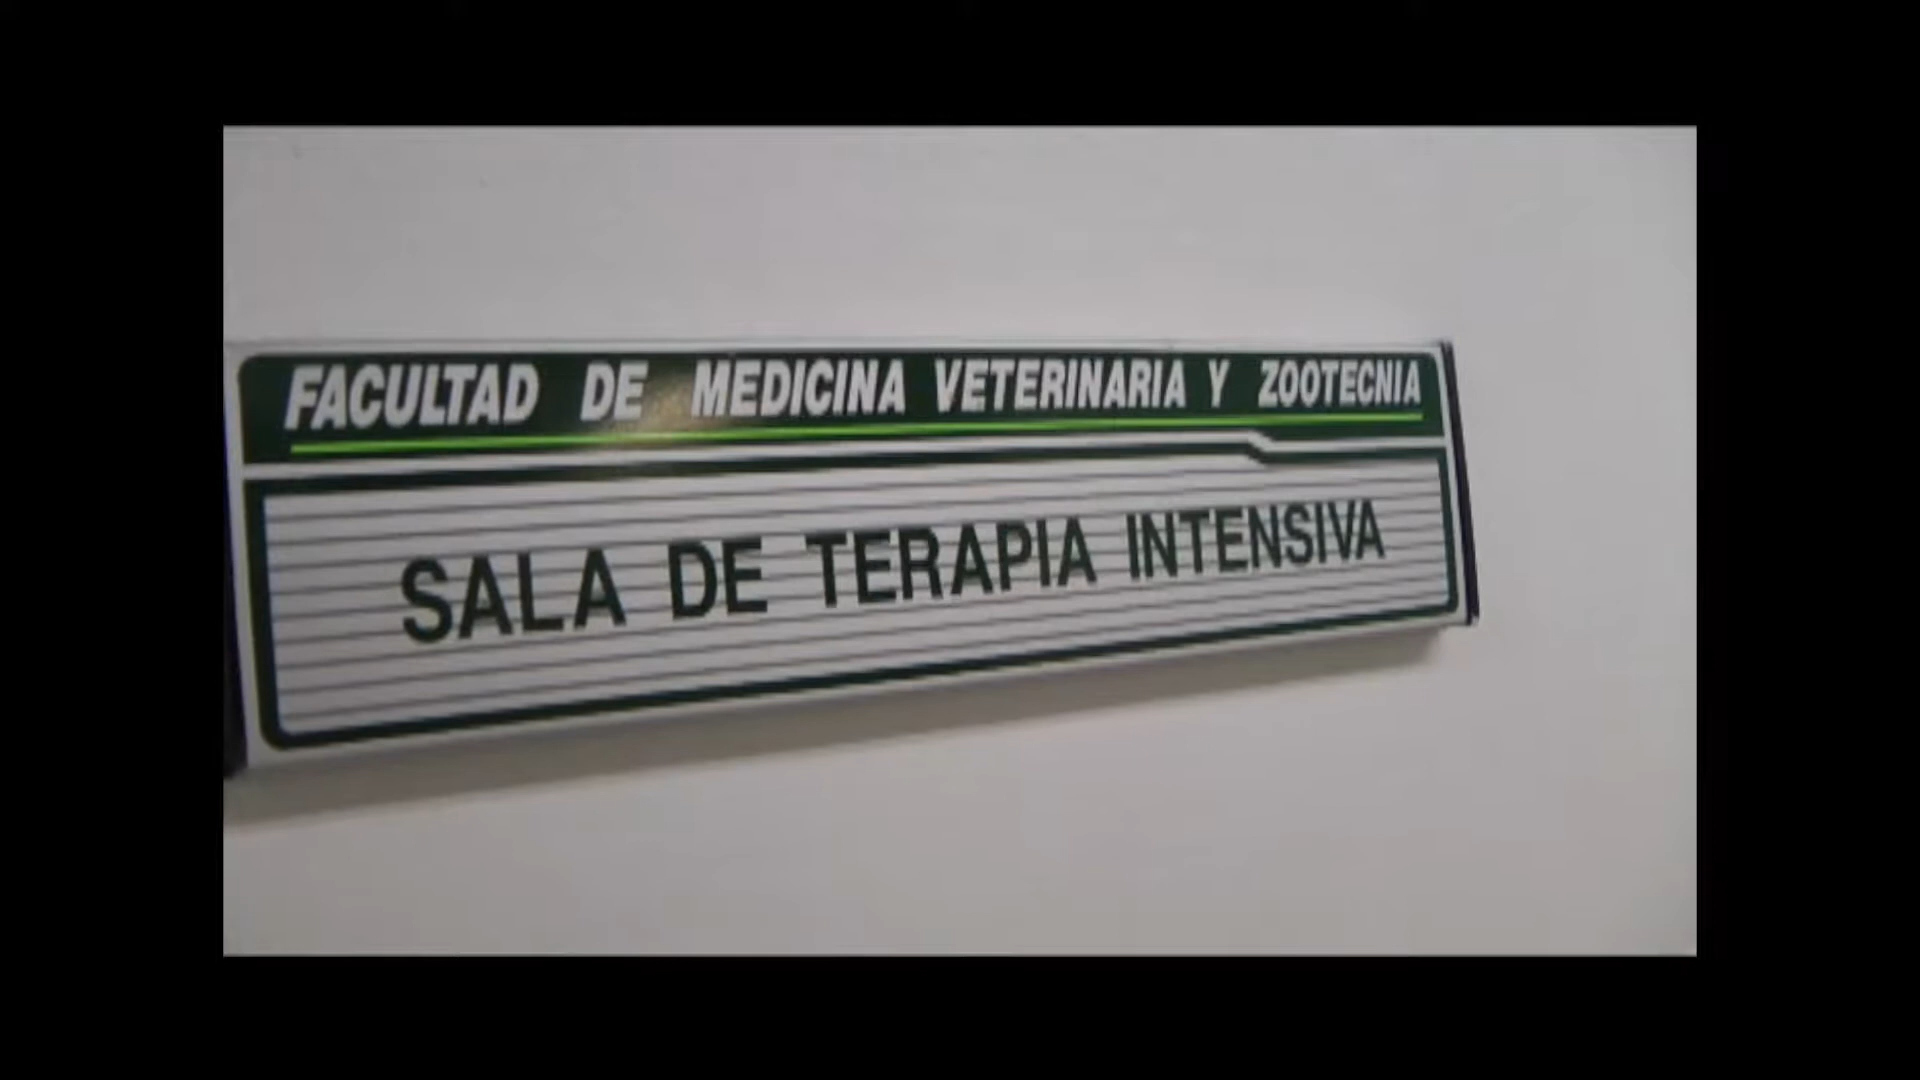 FACULTAD DE MEDICINA VETERINARIA Y ZOOTECNIA
SALA DE TERAPIA INTENSIVA